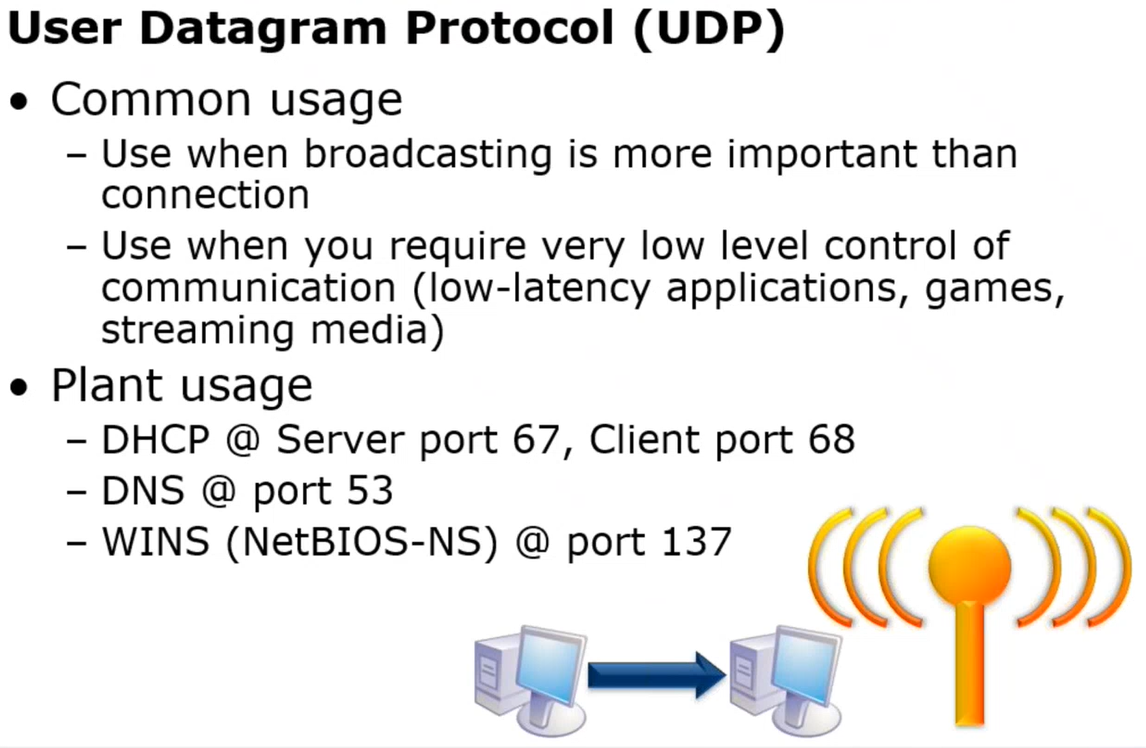 User Datagram Protocol (UDP)
• Common usage
– Use when broadcasting is more important than
connection
– Use when you require very low level control of
communication (low-latency applications, games,
streaming media)
• Plant usage
– DHCP @ Server port 67, Client port 68
– DNS @ port 53
– WINS (NetBIOS-NS) @ port 137